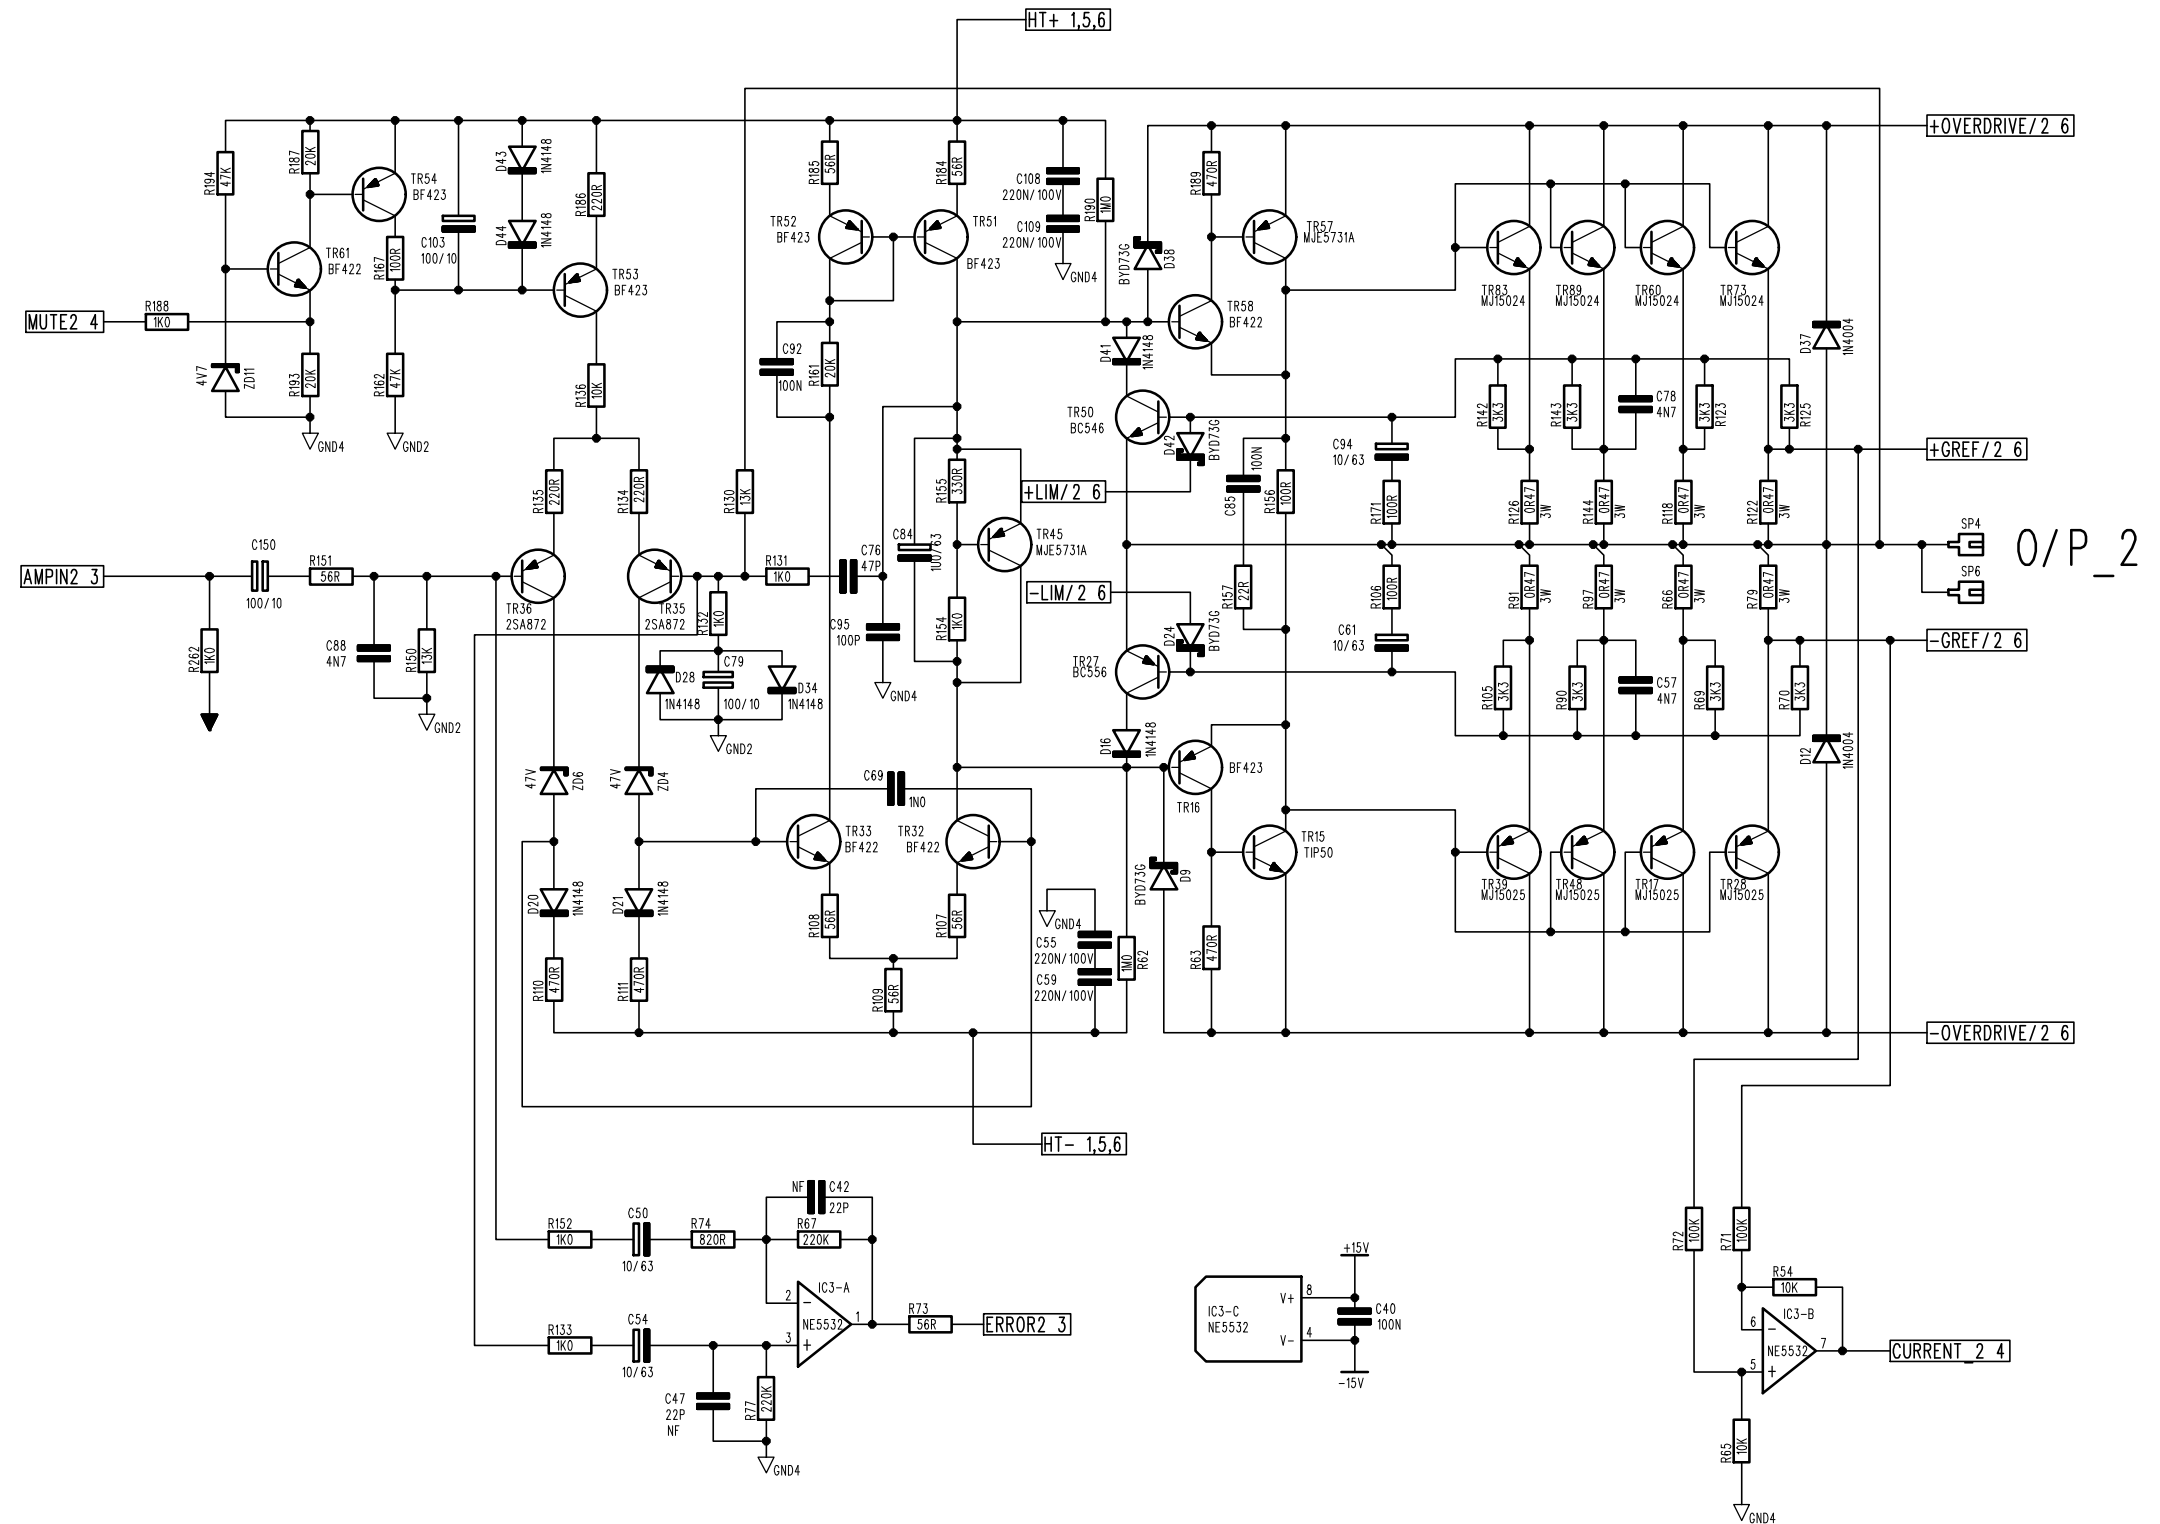 HT+ 1,5,6
+OVERDRIVE/2 6
R194
47K
R187
20K
TR54
BF423
D43
1N4148
R186
220R
R185
56R
R184
56R
C108
220N/100V
C109
220N/100V
GND4
R190
1M0
R189
470R
TR52
BF423
TR51
BF423
C103
100/10
D44
1N4148
TR61
BF422
R167
100R
TR53
BF423
BYD73G
D38
TR57
MJE5731A
TR58
BF422
TR83
MJ15024
TR89
MJ15024
TR60
MJ15024
TR73
MJ15024
MUTE2 4
R188
1K0
4V7
ZD11
R193
20K
GND4
R162
47K
GND2
R136
10K
C92
100N
R161
20K
D41
1N4148
D37
1N4004
TR50
BC546
D42
BYD73G
C85
100N
R156
100R
C94
10/63
R142
3K3
R143
3K3
C78
4N7
3K3
R123
3K3
R125
+GREF/2 6
R135
220R
R134
220R
R130
13K
R155
330R
+LIM/2 6
R171
100R
R126
0R47
3W
R144
0R47
3W
R118
0R47
3W
R122
0R47
3W
SP4
O/P_2
SP6
AMPIN2 3
C150
100/10
R151
56R
R131
1K0
C76
47P
C84
100/63
TR45
MJE5731A
-LIM/2 6
R157
22R
R106
100R
R91
0R47
3W
R97
0R47
3W
R66
0R47
3W
R79
0R47
3W
TR36
2SA872
TR35
2SA872
R132
1K0
C95
100P
GND4
R154
1K0
D24
BYD73G
C61
10/63
-GREF/2 6
R262
1K0
C88
4N7
R150
13K
GND2
D28
1N4148
C79
100/10
D34
1N4148
GND2
TR27
BC556
R105
3K3
R90
3K3
C57
4N7
R69
3K3
R70
3K3
D16
1N4148
D12
1N4004
47V
ZD6
47V
ZD4
C69
1N0
BF423
TR16
TR33
BF422
TR32
BF422
BYD73G
D9
TR15
TIP50
TR39
MJ15025
TR48
MJ15025
TR17
MJ15025
TR28
MJ15025
D20
1N4148
D21
1N4148
R108
56R
R107
56R
GND4
C55
220N/100V
C59
220N/100V
1M0
R62
R63
470R
R110
470R
R111
470R
R109
56R
-OVERDRIVE/2 6
HT- 1,5,6
NF
C42
22P
R152
1K0
C50
10/63
R74
820R
R67
220K
IC3-A
2
NE5532
3
1
R73
56R
ERROR2 3
R133
1K0
C54
10/63
C47
22P
NF
R77
220K
GND4
+15V
IC3-C
NE5532
V+
8
V-
4
C40
100N
-15V
R72
100K
R71
100K
R54
10K
IC3-B
6
NE5532
5
7
CURRENT_2 4
R65
10K
GND4